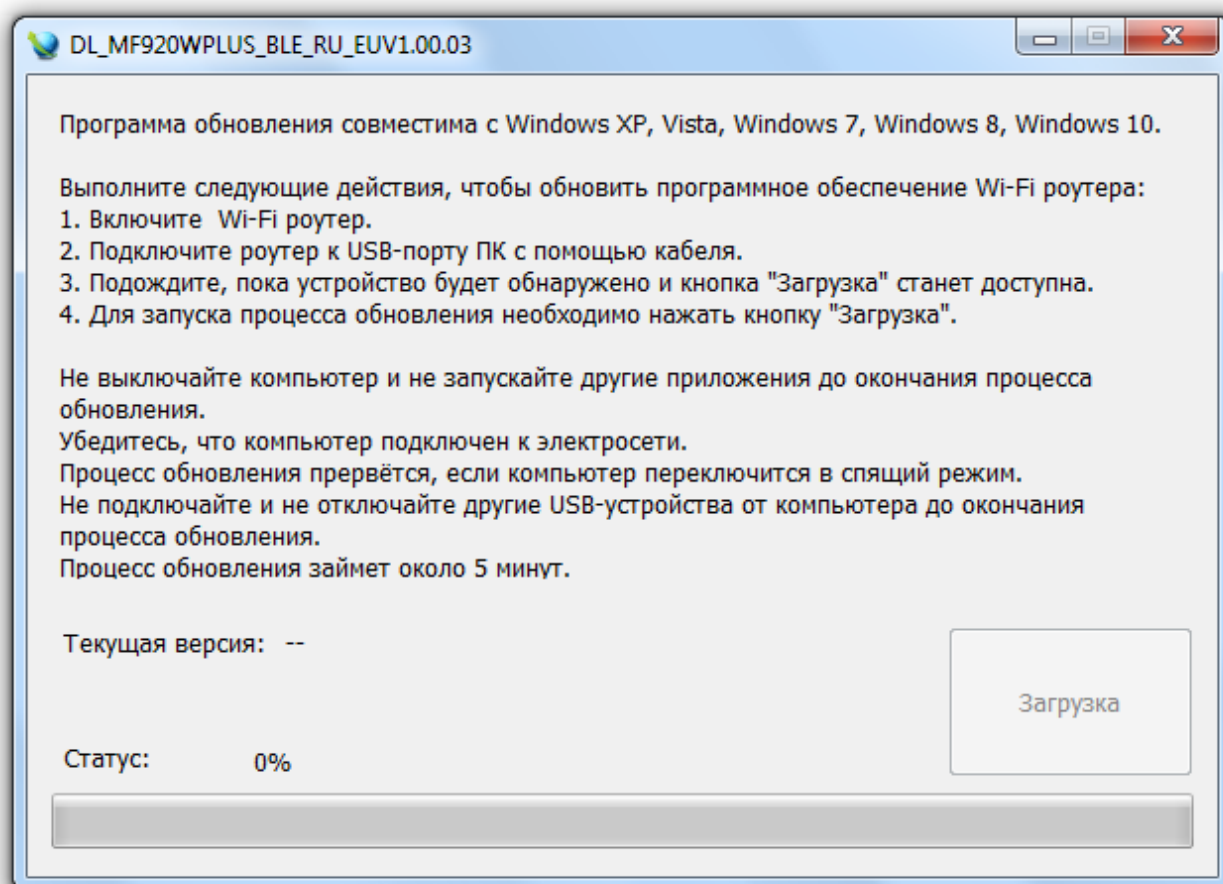 DL_MF920WPLUS_BLE_RU_EUV1.00.03
Программа обновления совместима с Windows XP, Vista, Windows 7, Windows 8, Windows 10.
Выполните следующие действия, чтобы обновить программное обеспечение Wi-Fi роутера:
1. Включите  Wi-Fi роутер.
2. Подключите роутер к USB-порту ПК с помощью кабеля.
3. Подождите, пока устройство будет обнаружено и кнопка "Загрузка" станет доступна.
4. Для запуска процесса обновления необходимо нажать кнопку "Загрузка".
Не выключайте компьютер и не запускайте другие приложения до окончания процесса
обновления.
Убедитесь, что компьютер подключен к электросети.
Процесс обновления прервётся, если компьютер переключится в спящий режим.
Не подключайте и не отключайте другие USB-устройства от компьютера до окончания
процесса обновления.
Процесс обновления займет около 5 минут.
Текущая версия: --
Загрузка
Статус: 0%